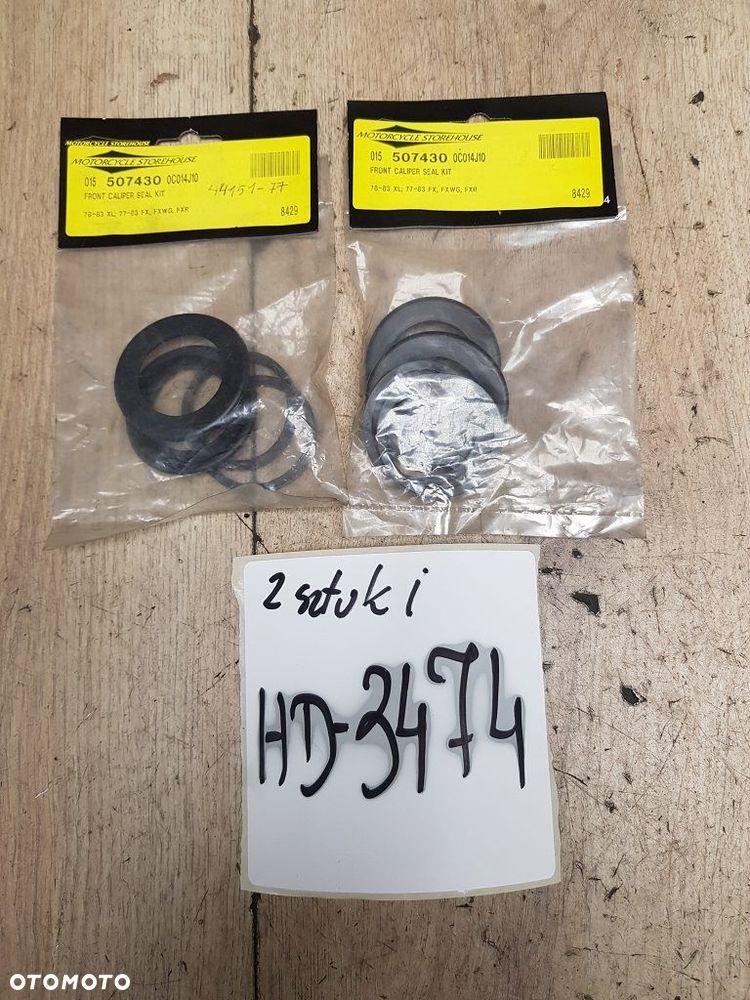 MOTORCYCLE STOREHOUSE
MOTORCYCLE STOREHOUSE
015 507430 0C014J10
FRONT CALIPER SEAL KIT
44151-77
78-83 XL; 77-83 FX, FXWG, FXR
8429
MOTORCYCLE STOREHOUSE
015 507430 0C014J10
FRONT CALIPER SEAL KIT
78-83 XL; 77-83 FX, FXWG, FXR
8429
4
2 sztuki
HD-3474
OTOMOTO